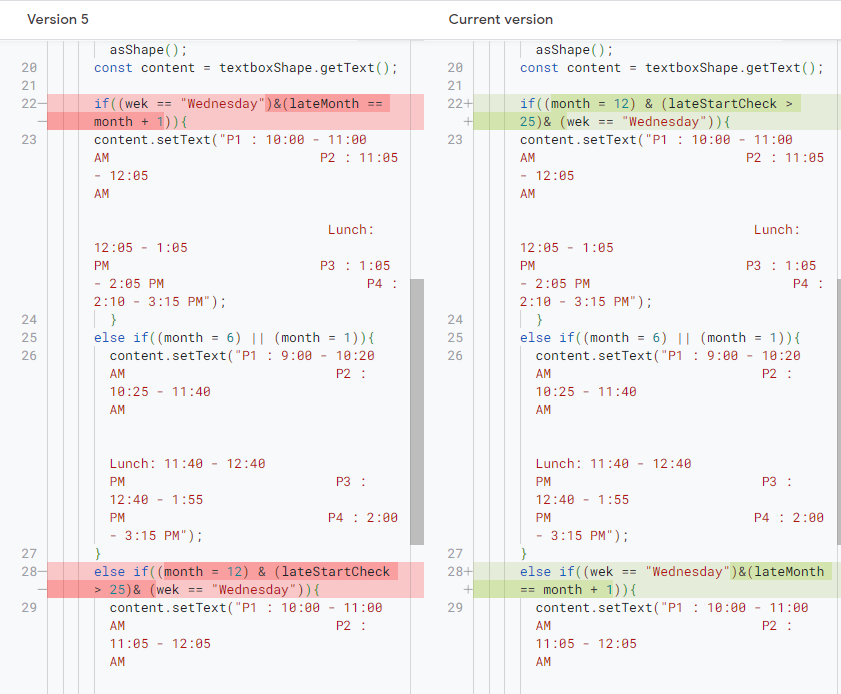 Version 5
asShape();
20 const content = textboxShape.getText();
21
22- if((wek == "Wednesday")&(lateMonth ==
- month + 1)){
23 content.setText("P1 : 10:00 - 11:00
AM P2 : 11:05
- 12:05
AM
Lunch:
12:05 - 1:05
PM P3 : 1:05
- 2:05 PM P4 :
2:10 - 3:15 PM");
24 }
25 else if((month = 6) || (month = 1)){
26 content.setText("P1 : 9:00 - 10:20
AM P2 :
10:25 - 11:40
AM
Lunch: 11:40 - 12:40
PM P3 :
12:40 - 1:55
PM P4 : 2:00
- 3:15 PM");
27 }
28- else if((month = 12) & (lateStartCheck
- > 25)& (wek == "Wednesday")){
29 content.setText("P1 : 10:00 - 11:00
AM P2 :
11:05 - 12:05
AM
Current version
asShape();
20 const content = textboxShape.getText();
21
22+ if((month = 12) & (lateStartCheck >
+ 25)& (wek == "Wednesday")){
23 content.setText("P1 : 10:00 - 11:00
AM P2 : 11:05
- 12:05
AM
Lunch:
12:05 - 1:05
PM P3 : 1:05
- 2:05 PM P4 :
2:10 - 3:15 PM");
24 }
25 else if((month = 6) || (month = 1)){
26 content.setText("P1 : 9:00 - 10:20
AM P2 :
10:25 - 11:40
AM
Lunch: 11:40 - 12:40
PM P3 :
12:40 - 1:55
PM P4 : 2:00
- 3:15 PM");
27 }
28+ else if((wek == "Wednesday")&(lateMonth
+ == month + 1)){
29 content.setText("P1 : 10:00 - 11:00
AM P2 :
11:05 - 12:05
AM